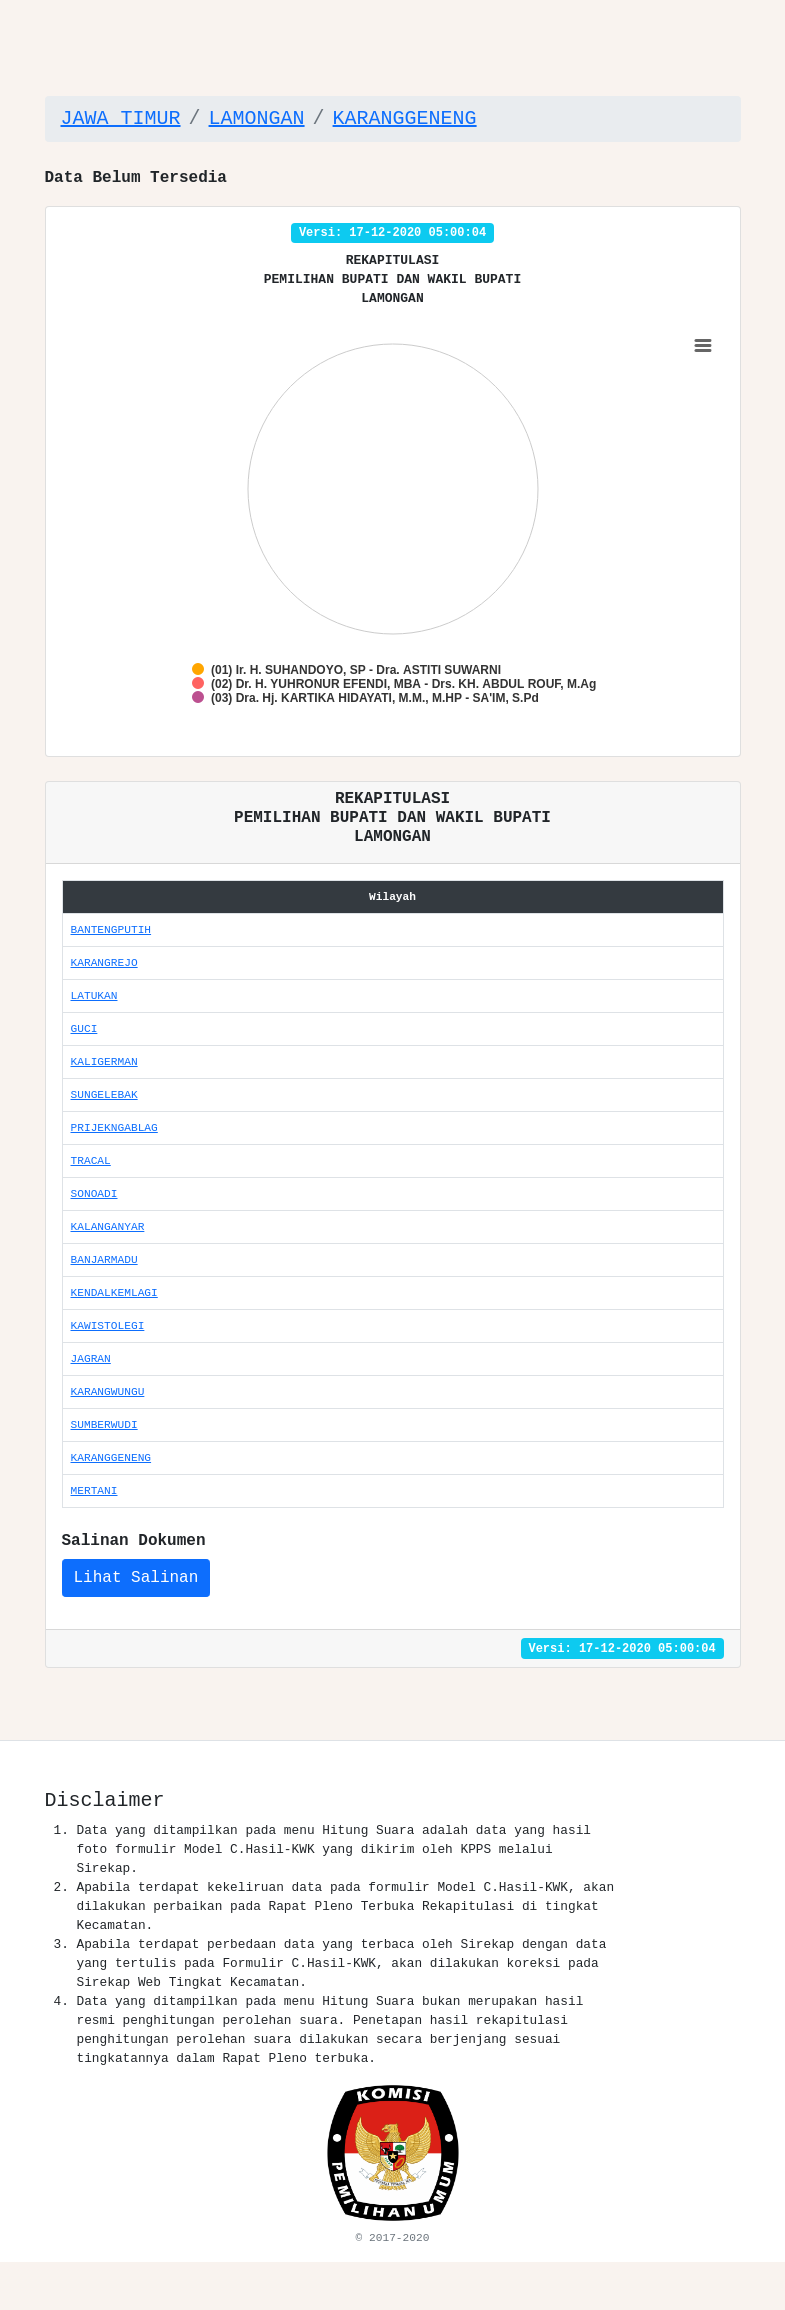 JAWA TIMUR / LAMONGAN / KARANGGENENG
Data Belum Tersedia
Versi: 17-12-2020 05:00:04
REKAPITULASI
PEMILIHAN BUPATI DAN WAKIL BUPATI
LAMONGAN
(01) Ir. H. SUHANDOYO, SP - Dra. ASTITI SUWARNI
(02) Dr. H. YUHRONUR EFENDI, MBA - Drs. KH. ABDUL ROUF, M.Ag
(03) Dra. Hj. KARTIKA HIDAYATI, M.M., M.HP - SA'IM, S.Pd
REKAPITULASI
PEMILIHAN BUPATI DAN WAKIL BUPATI
LAMONGAN
Wilayah
BANTENGPUTIH
KARANGREJO
LATUKAN
GUCI
KALIGERMAN
SUNGELEBAK
PRIJEKNGABLAG
TRACAL
SONOADI
KALANGANYAR
BANJARMADU
KENDALKEMLAGI
KAWISTOLEGI
JAGRAN
KARANGWUNGU
SUMBERWUDI
KARANGGENENG
MERTANI
Salinan Dokumen
Lihat Salinan
Versi: 17-12-2020 05:00:04
Disclaimer
1. Data yang ditampilkan pada menu Hitung Suara adalah data yang hasil
foto formulir Model C.Hasil-KWK yang dikirim oleh KPPS melalui
Sirekap.
2. Apabila terdapat kekeliruan data pada formulir Model C.Hasil-KWK, akan
dilakukan perbaikan pada Rapat Pleno Terbuka Rekapitulasi di tingkat
Kecamatan.
3. Apabila terdapat perbedaan data yang terbaca oleh Sirekap dengan data
yang tertulis pada Formulir C.Hasil-KWK, akan dilakukan koreksi pada
Sirekap Web Tingkat Kecamatan.
4. Data yang ditampilkan pada menu Hitung Suara bukan merupakan hasil
resmi penghitungan perolehan suara. Penetapan hasil rekapitulasi
penghitungan perolehan suara dilakukan secara berjenjang sesuai
tingkatannya dalam Rapat Pleno terbuka.
KOMISI
PEMILIHAN UMUM
© 2017-2020